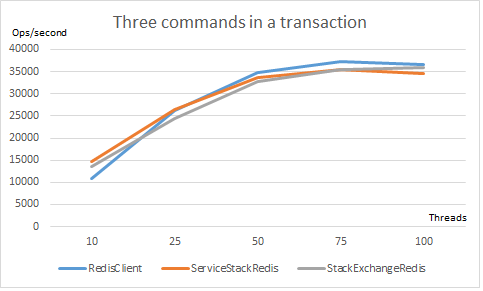 Three commands in a transaction
Ops/second
40000
35000
30000
25000
20000
15000
10000
5000
0
Threads
10 25 50 75 100
RedisClient ServiceStackRedis StackExchangeRedis